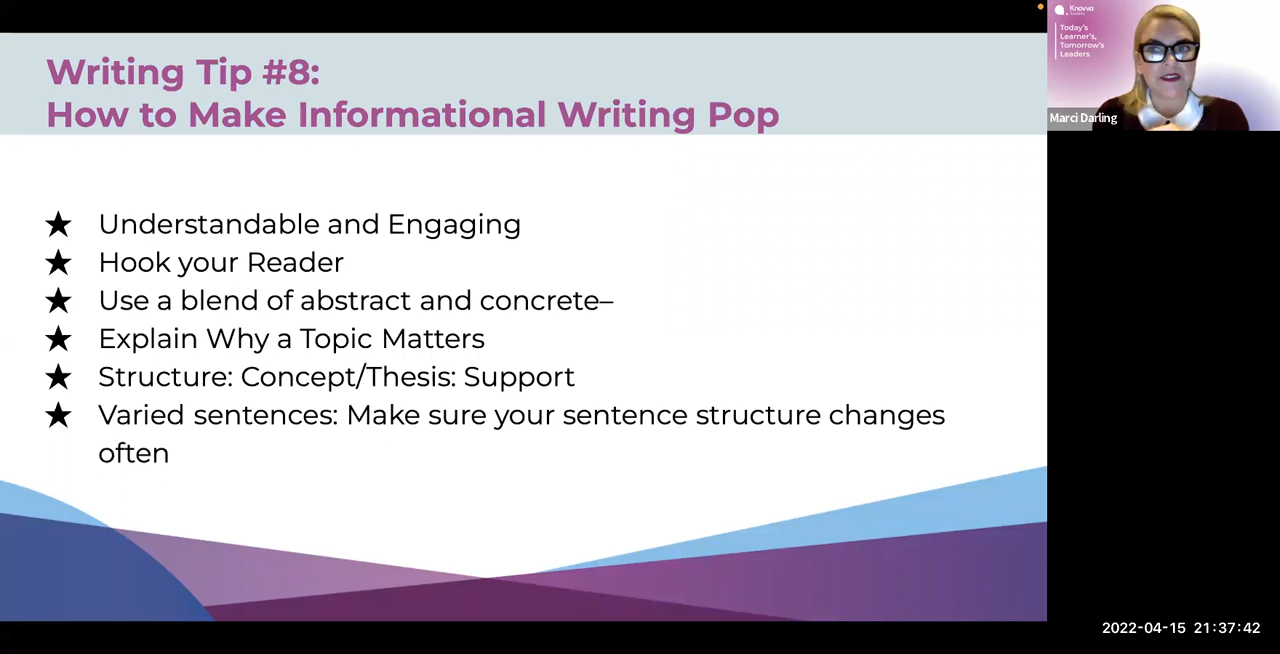 Writing Tip #8:
How to Make Informational Writing Pop
★ Understandable and Engaging
★ Hook your Reader
★ Use a blend of abstract and concrete–
★ Explain Why a Topic Matters
★ Structure: Concept/Thesis: Support
★ Varied sentences: Make sure your sentence structure changes
often
Knovva
Academy
Today's
Learner's,
Tomorrow's
Leaders
Marci Darling
2022-04-15 21:37:42